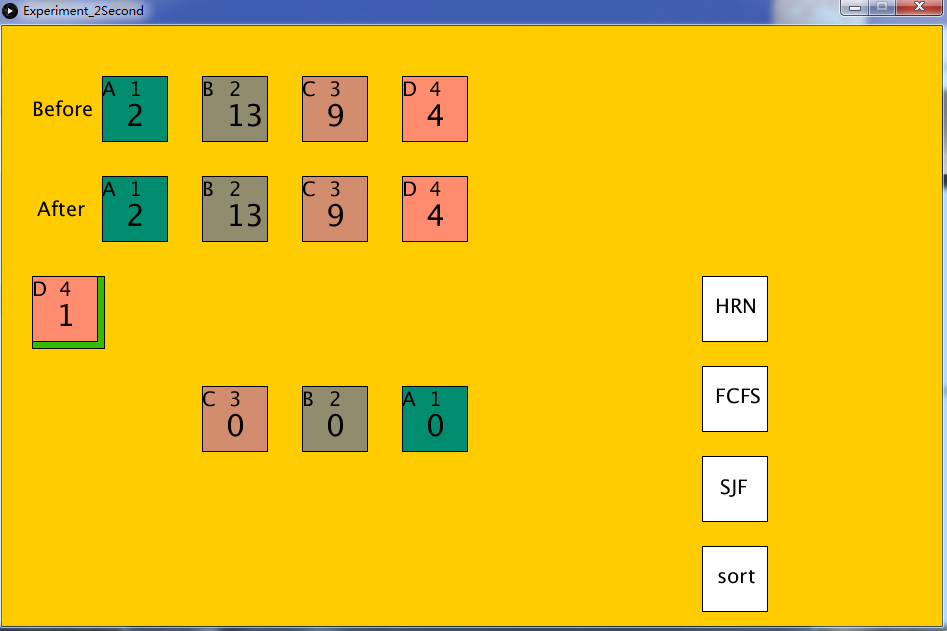 Experiment_2Second
Before
A 1
2
B 2
13
C 3
9
D 4
4
After
A 1
2
B 2
13
C 3
9
D 4
4
D 4
1
HRN
FCFS
C 3
0
B 2
0
A 1
0
SJF
sort